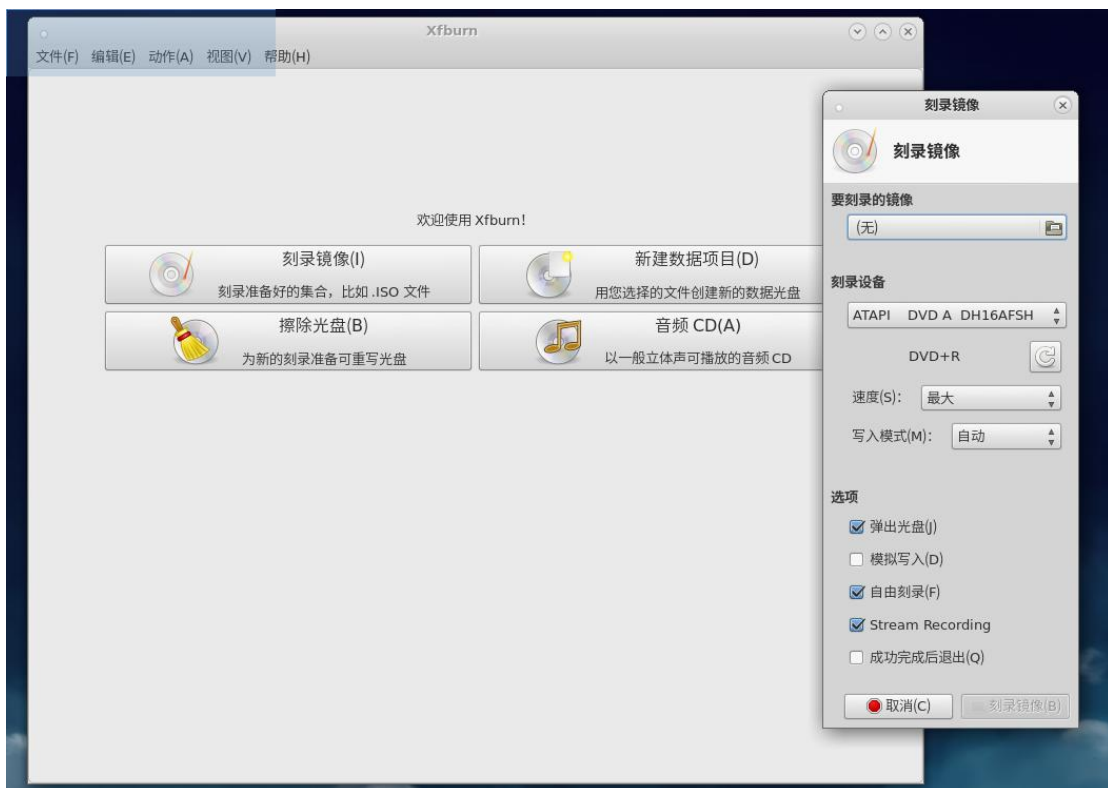 Xfburn
文件(F) 编辑(E) 动作(A) 视图(V) 帮助(H)
欢迎使用 Xfburn!
刻录镜像(I)
刻录准备好的集合，比如 .ISO 文件
新建数据项目(D)
用您选择的文件创建新的数据光盘
擦除光盘(B)
为新的刻录准备可重写光盘
音频 CD(A)
以一般立体声可播放的音频 CD
刻录镜像
刻录镜像
要刻录的镜像
(无)
刻录设备
ATAPI DVD A DH16AFSH
DVD+R
速度(S)： 最大
写入模式(M)： 自动
选项
弹出光盘(J)
模拟写入(D)
自由刻录(F)
Stream Recording
成功完成后退出(Q)
取消(C) 刻录镜像(B)